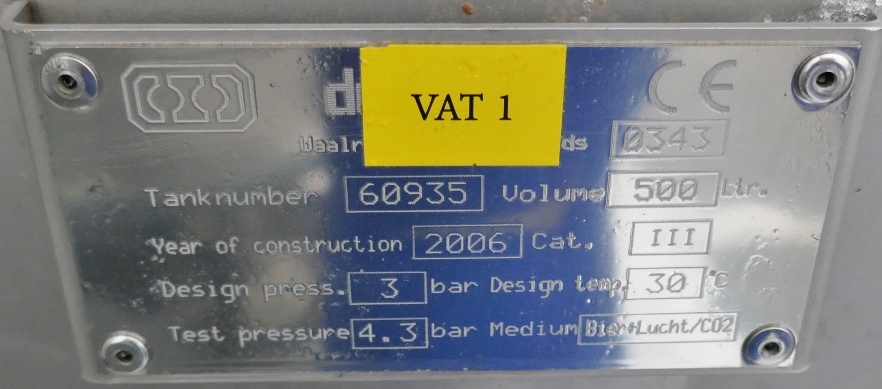 VAT 1
CE
0343
Tanknumber 60935 Volume 500 Ltr.
Year of construction 2006 Cat. III
Design press. 3 bar Design temp. 30 °C
Test pressure 4.3 bar Medium Bier+Lucht/CO2